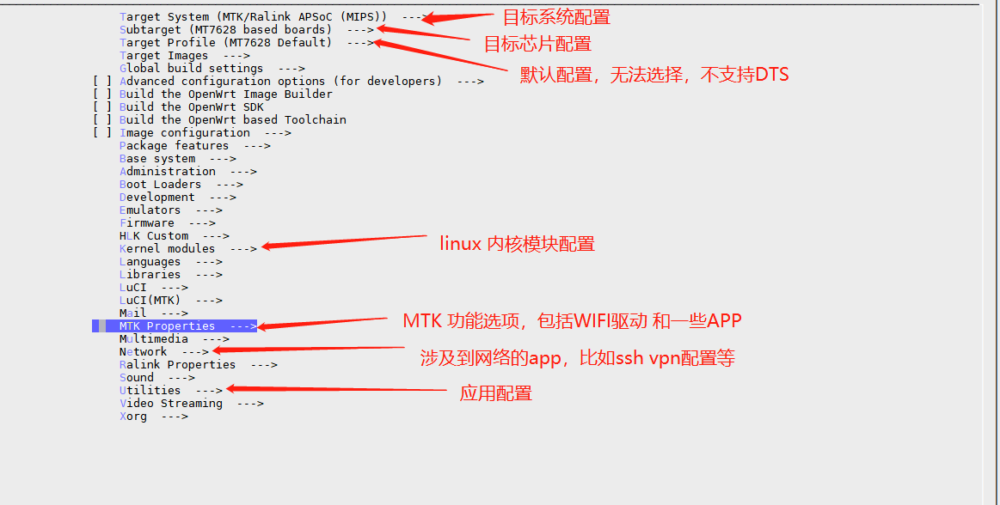 Target System (MTK/Ralink APSoC (MIPS))  --->
目标系统配置
Subtarget (MT7628 based boards)  --->
目标芯片配置
Target Profile (MT7628 Default)  --->
默认配置，无法选择，不支持DTS
Target Images  --->
Global build settings  --->
[ ] Advanced configuration options (for developers)  --->
[ ] Build the OpenWrt Image Builder
[ ] Build the OpenWrt SDK
[ ] Build the OpenWrt based Toolchain
[ ] Image configuration  --->
Package features  --->
Base system  --->
Administration  --->
Boot Loaders  --->
Development  --->
Emulators  --->
Firmware  --->
HLK Custom  --->
Kernel modules  --->
linux 内核模块配置
Languages  --->
Libraries  --->
LuCI  --->
LuCI(MTK)  --->
Mail  --->
MTK Properties  --->
MTK 功能选项，包括WIFI驱动 和一些APP
Multimedia  --->
Network  --->
涉及到网络的app，比如ssh vpn配置等
Ralink Properties  --->
Sound  --->
Utilities  --->
应用配置
Video Streaming  --->
Xorg  --->